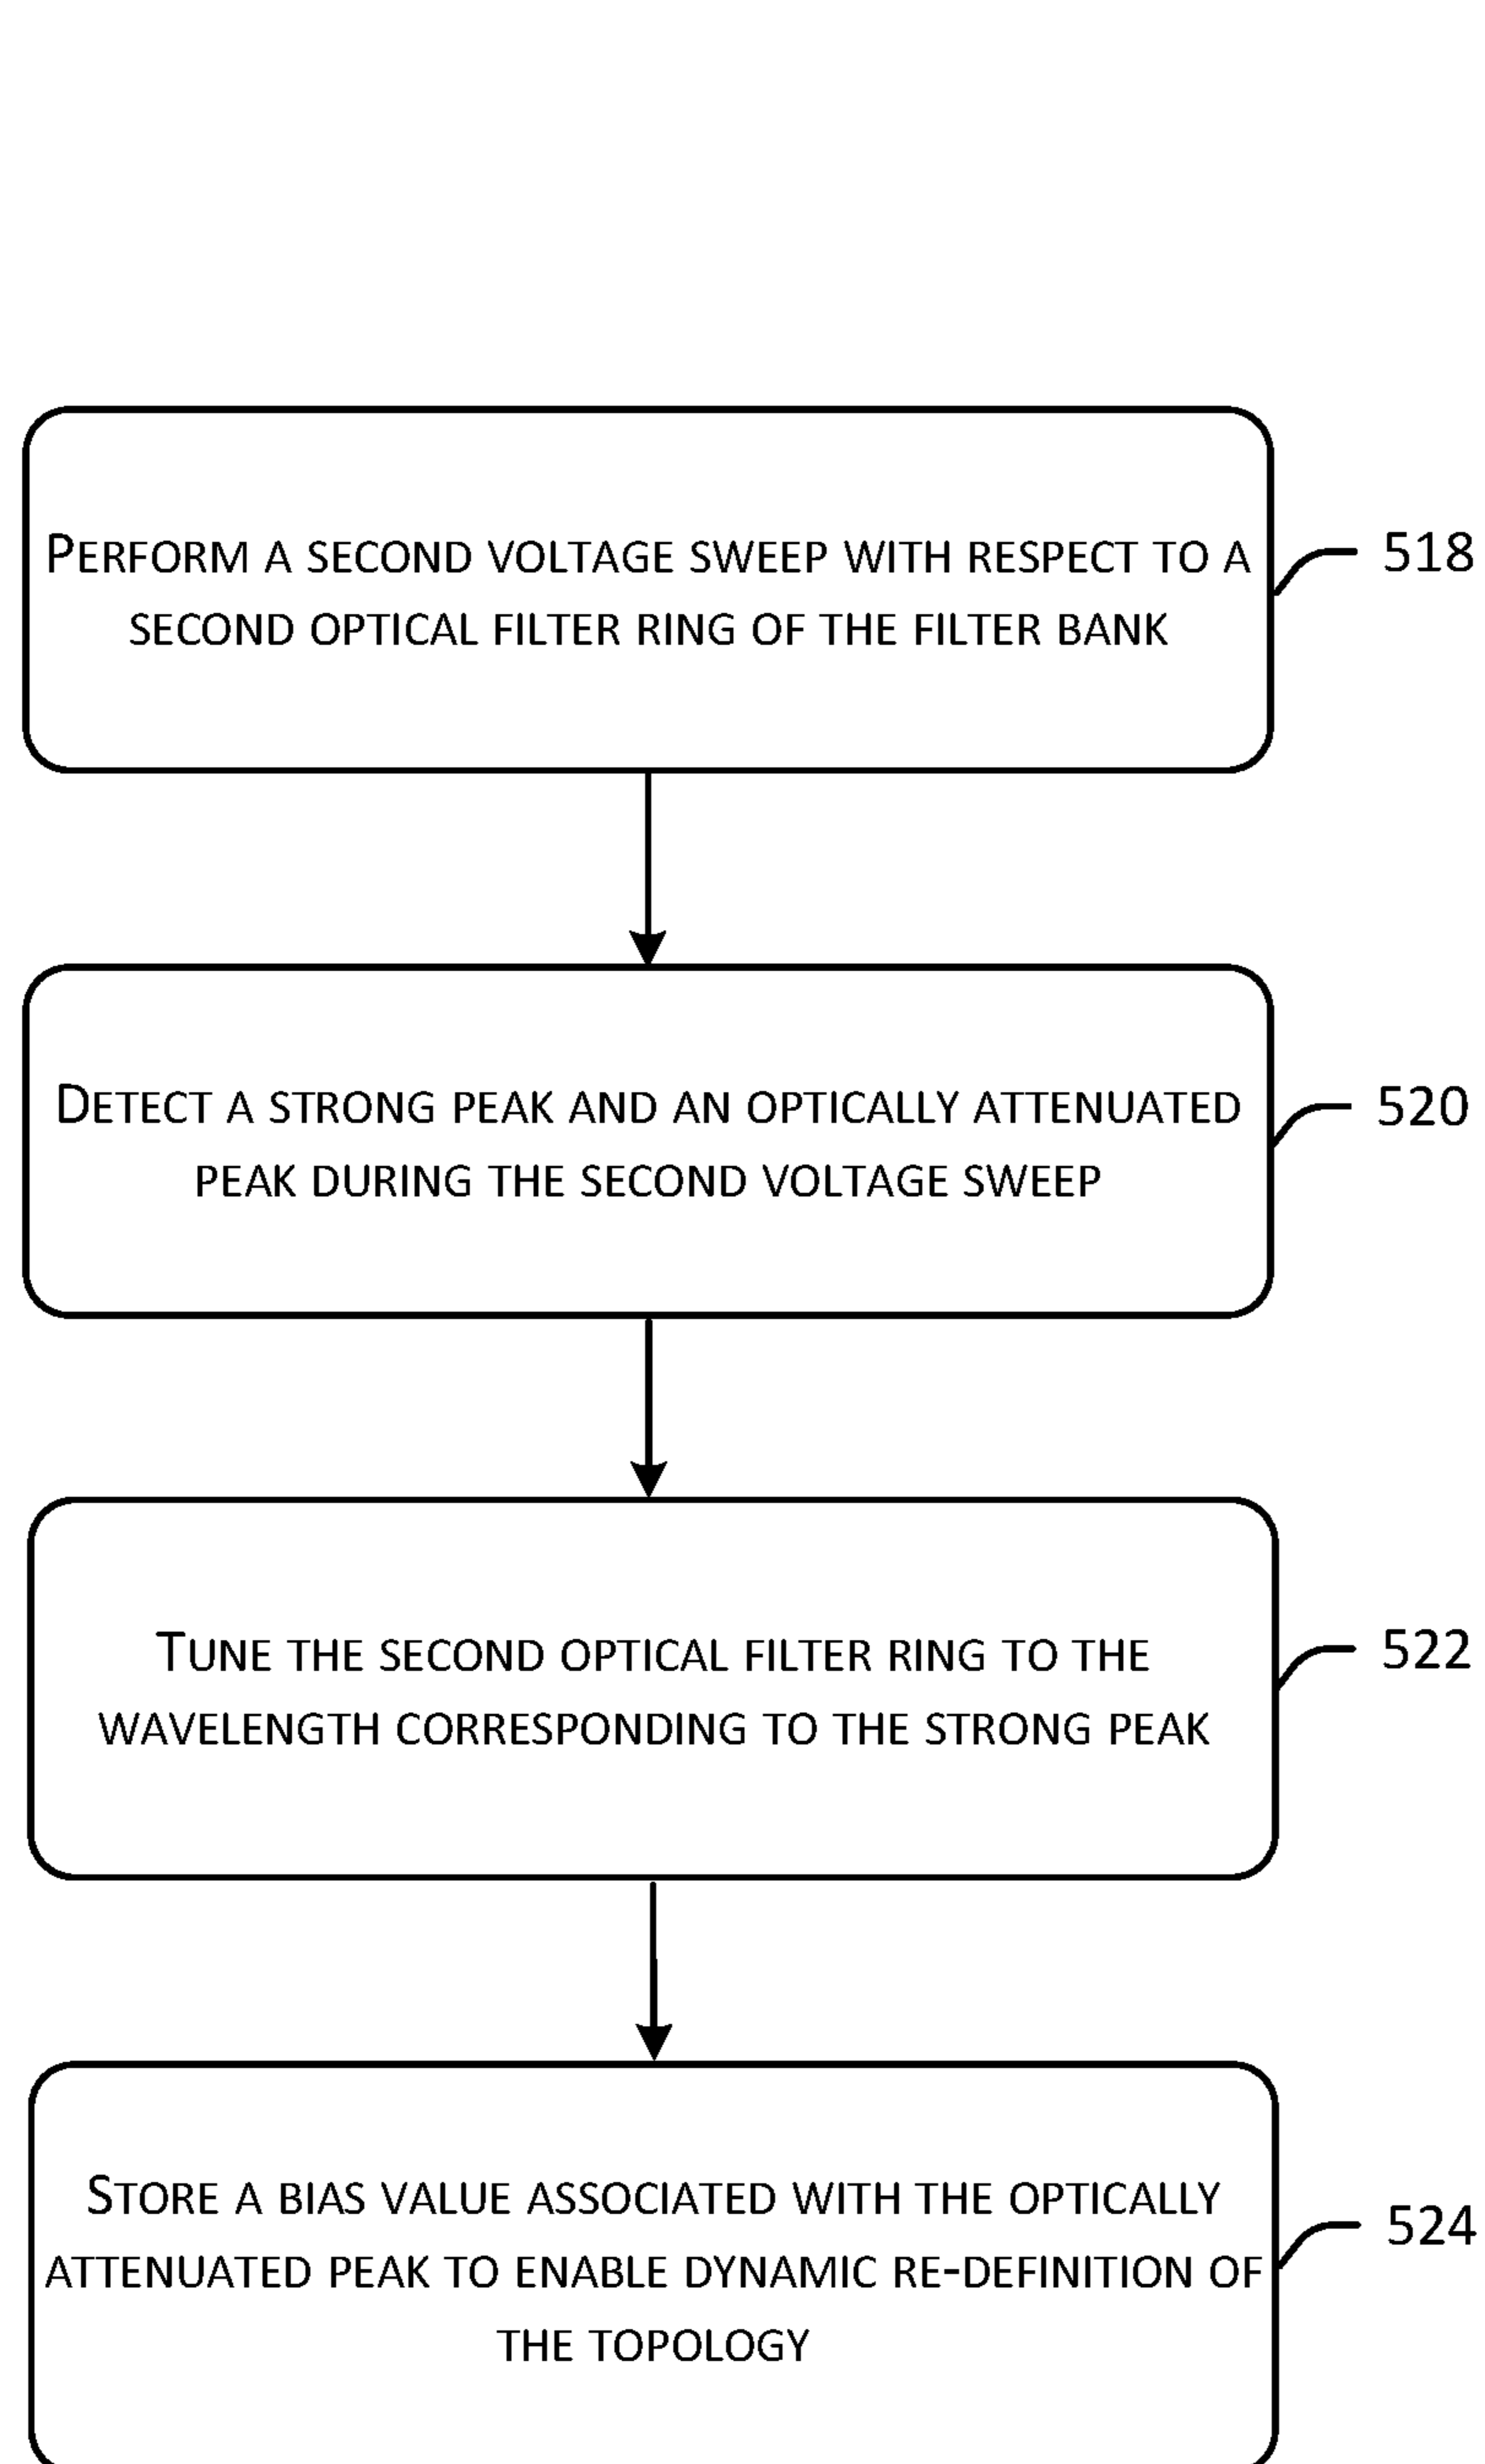 PERFORM A SECOND VOLTAGE SWEEP WITH RESPECT TO A
SECOND OPTICAL FILTER RING OF THE FILTER BANK
518
DETECT A STRONG PEAK AND AN OPTICALLY ATTENUATED
PEAK DURING THE SECOND VOLTAGE SWEEP
520
TUNE THE SECOND OPTICAL FILTER RING TO THE
WAVELENGTH CORRESPONDING TO THE STRONG PEAK
522
STORE A BIAS VALUE ASSOCIATED WITH THE OPTICALLY
ATTENUATED PEAK TO ENABLE DYNAMIC RE-DEFINITION OF
THE TOPOLOGY
524